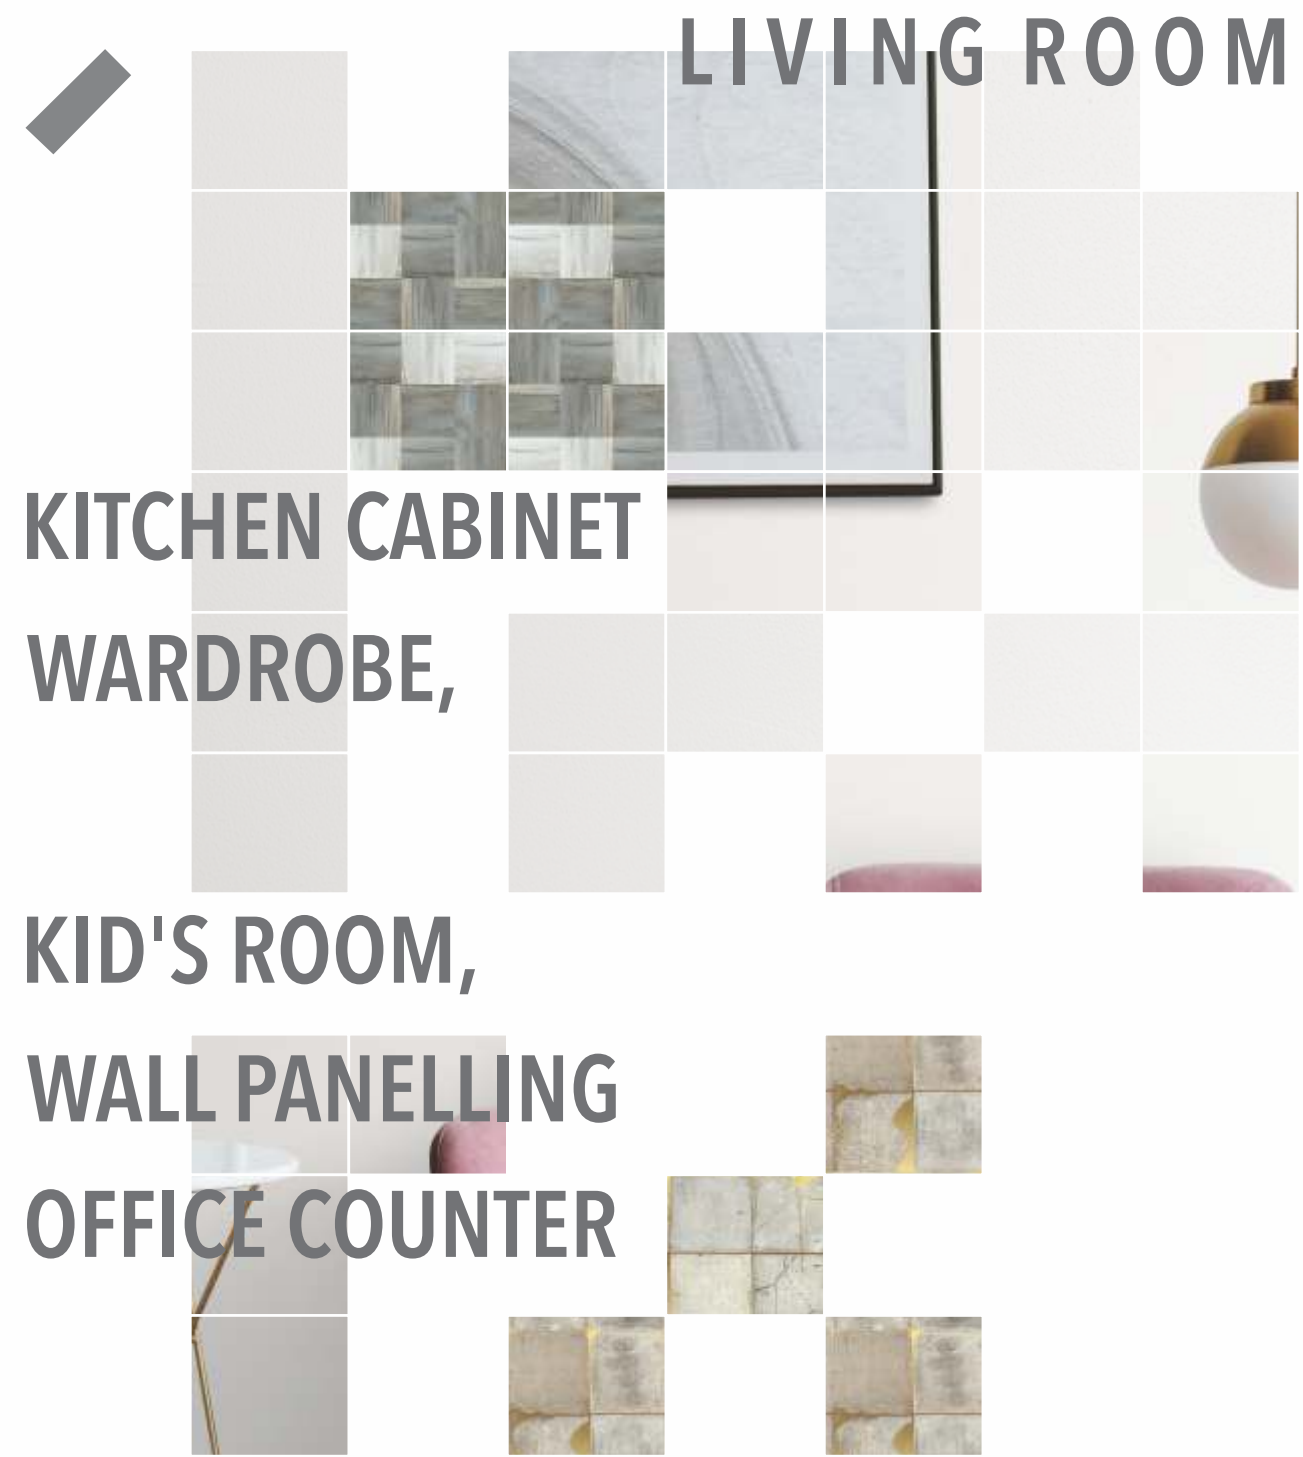 LIVING ROOM
KITCHEN CABINET
WARDROBE,
KID'S ROOM,
WALL PANELLING
OFFICE COUNTER